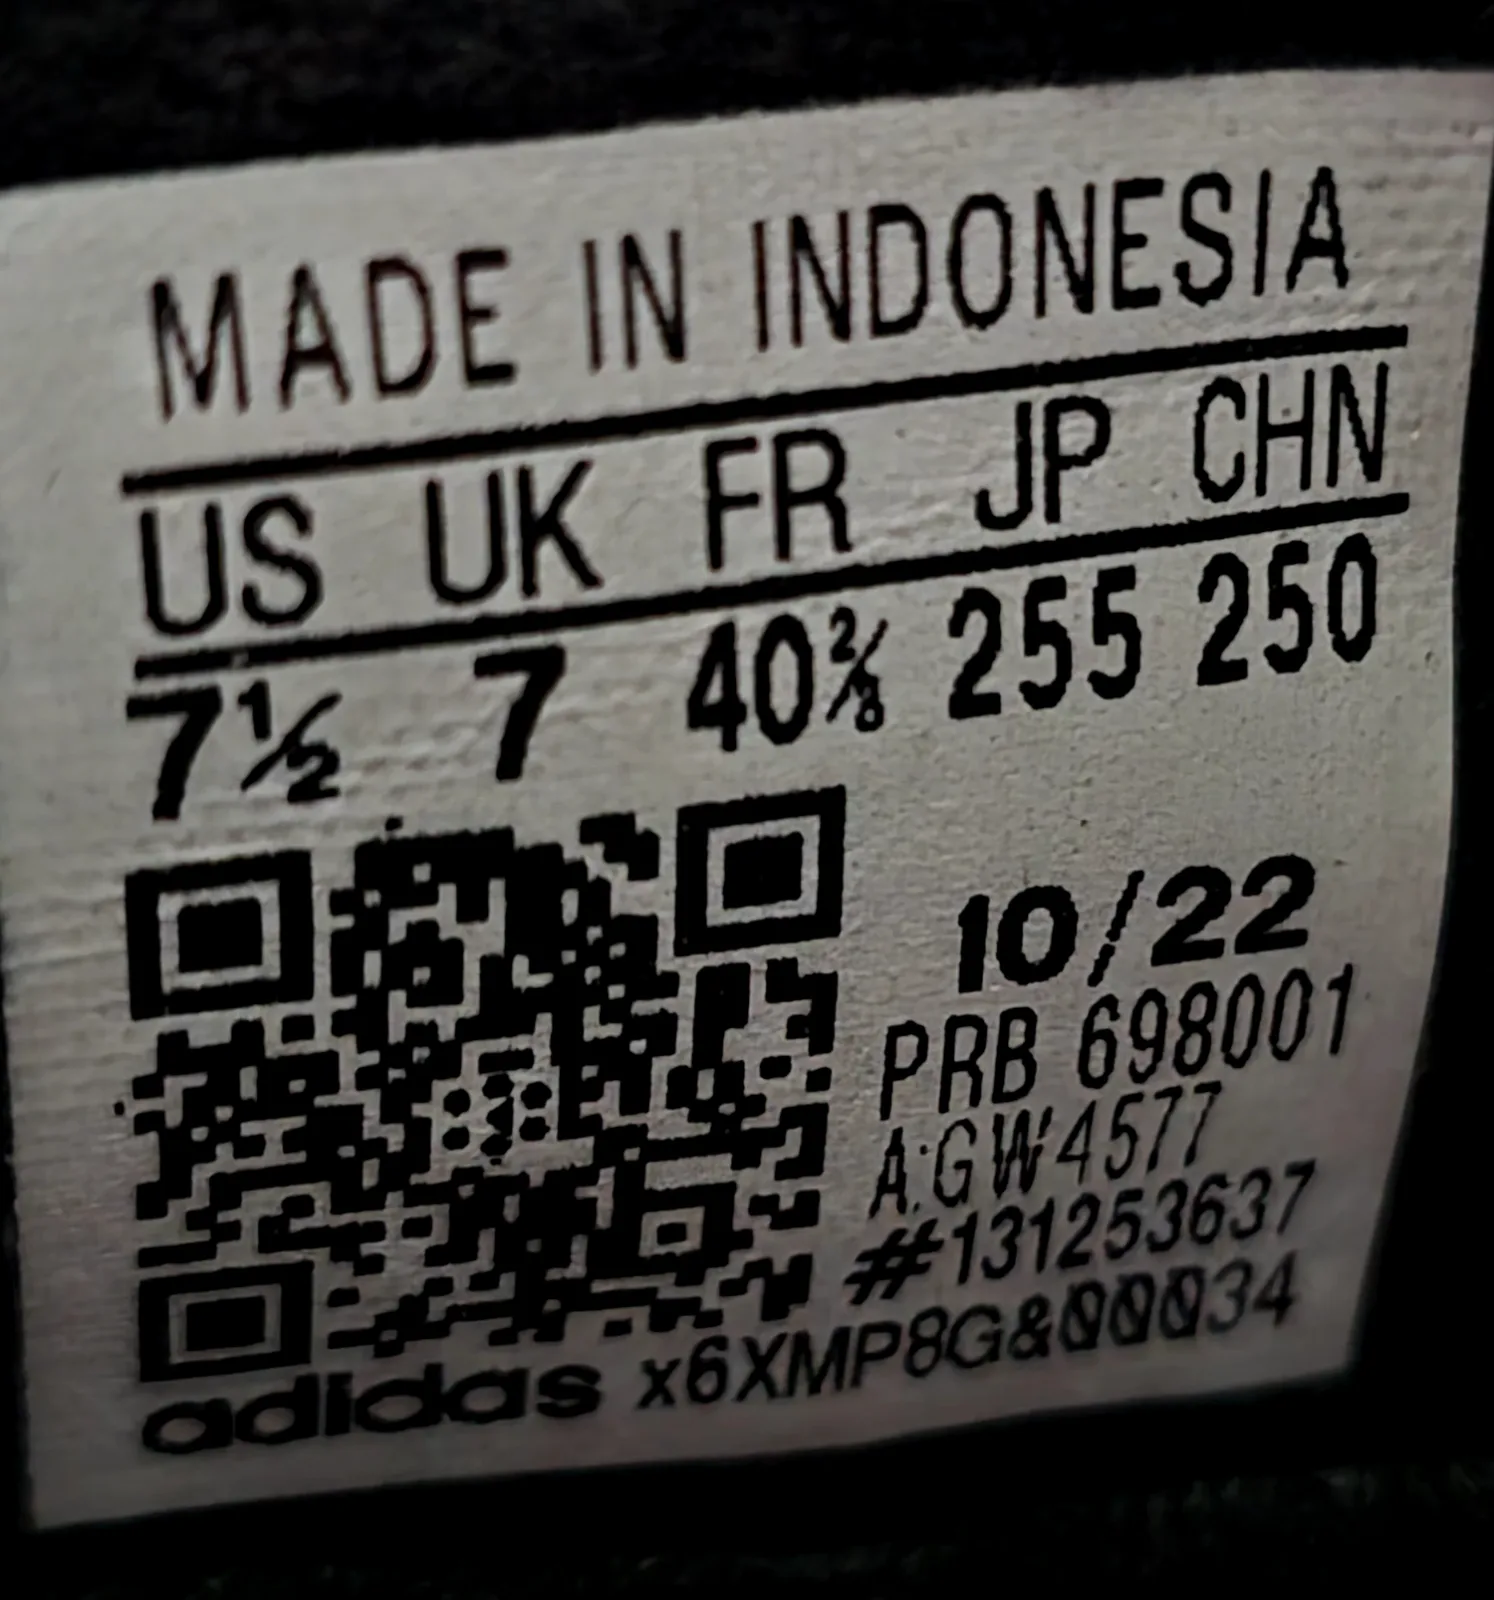 MADE IN INDONESIA
US UK FR JP CHN
7½ 7 40⅔ 255 250
10/22
PRB 698001
A:GW4577
#131253637
adidas x6XMP8G&00034